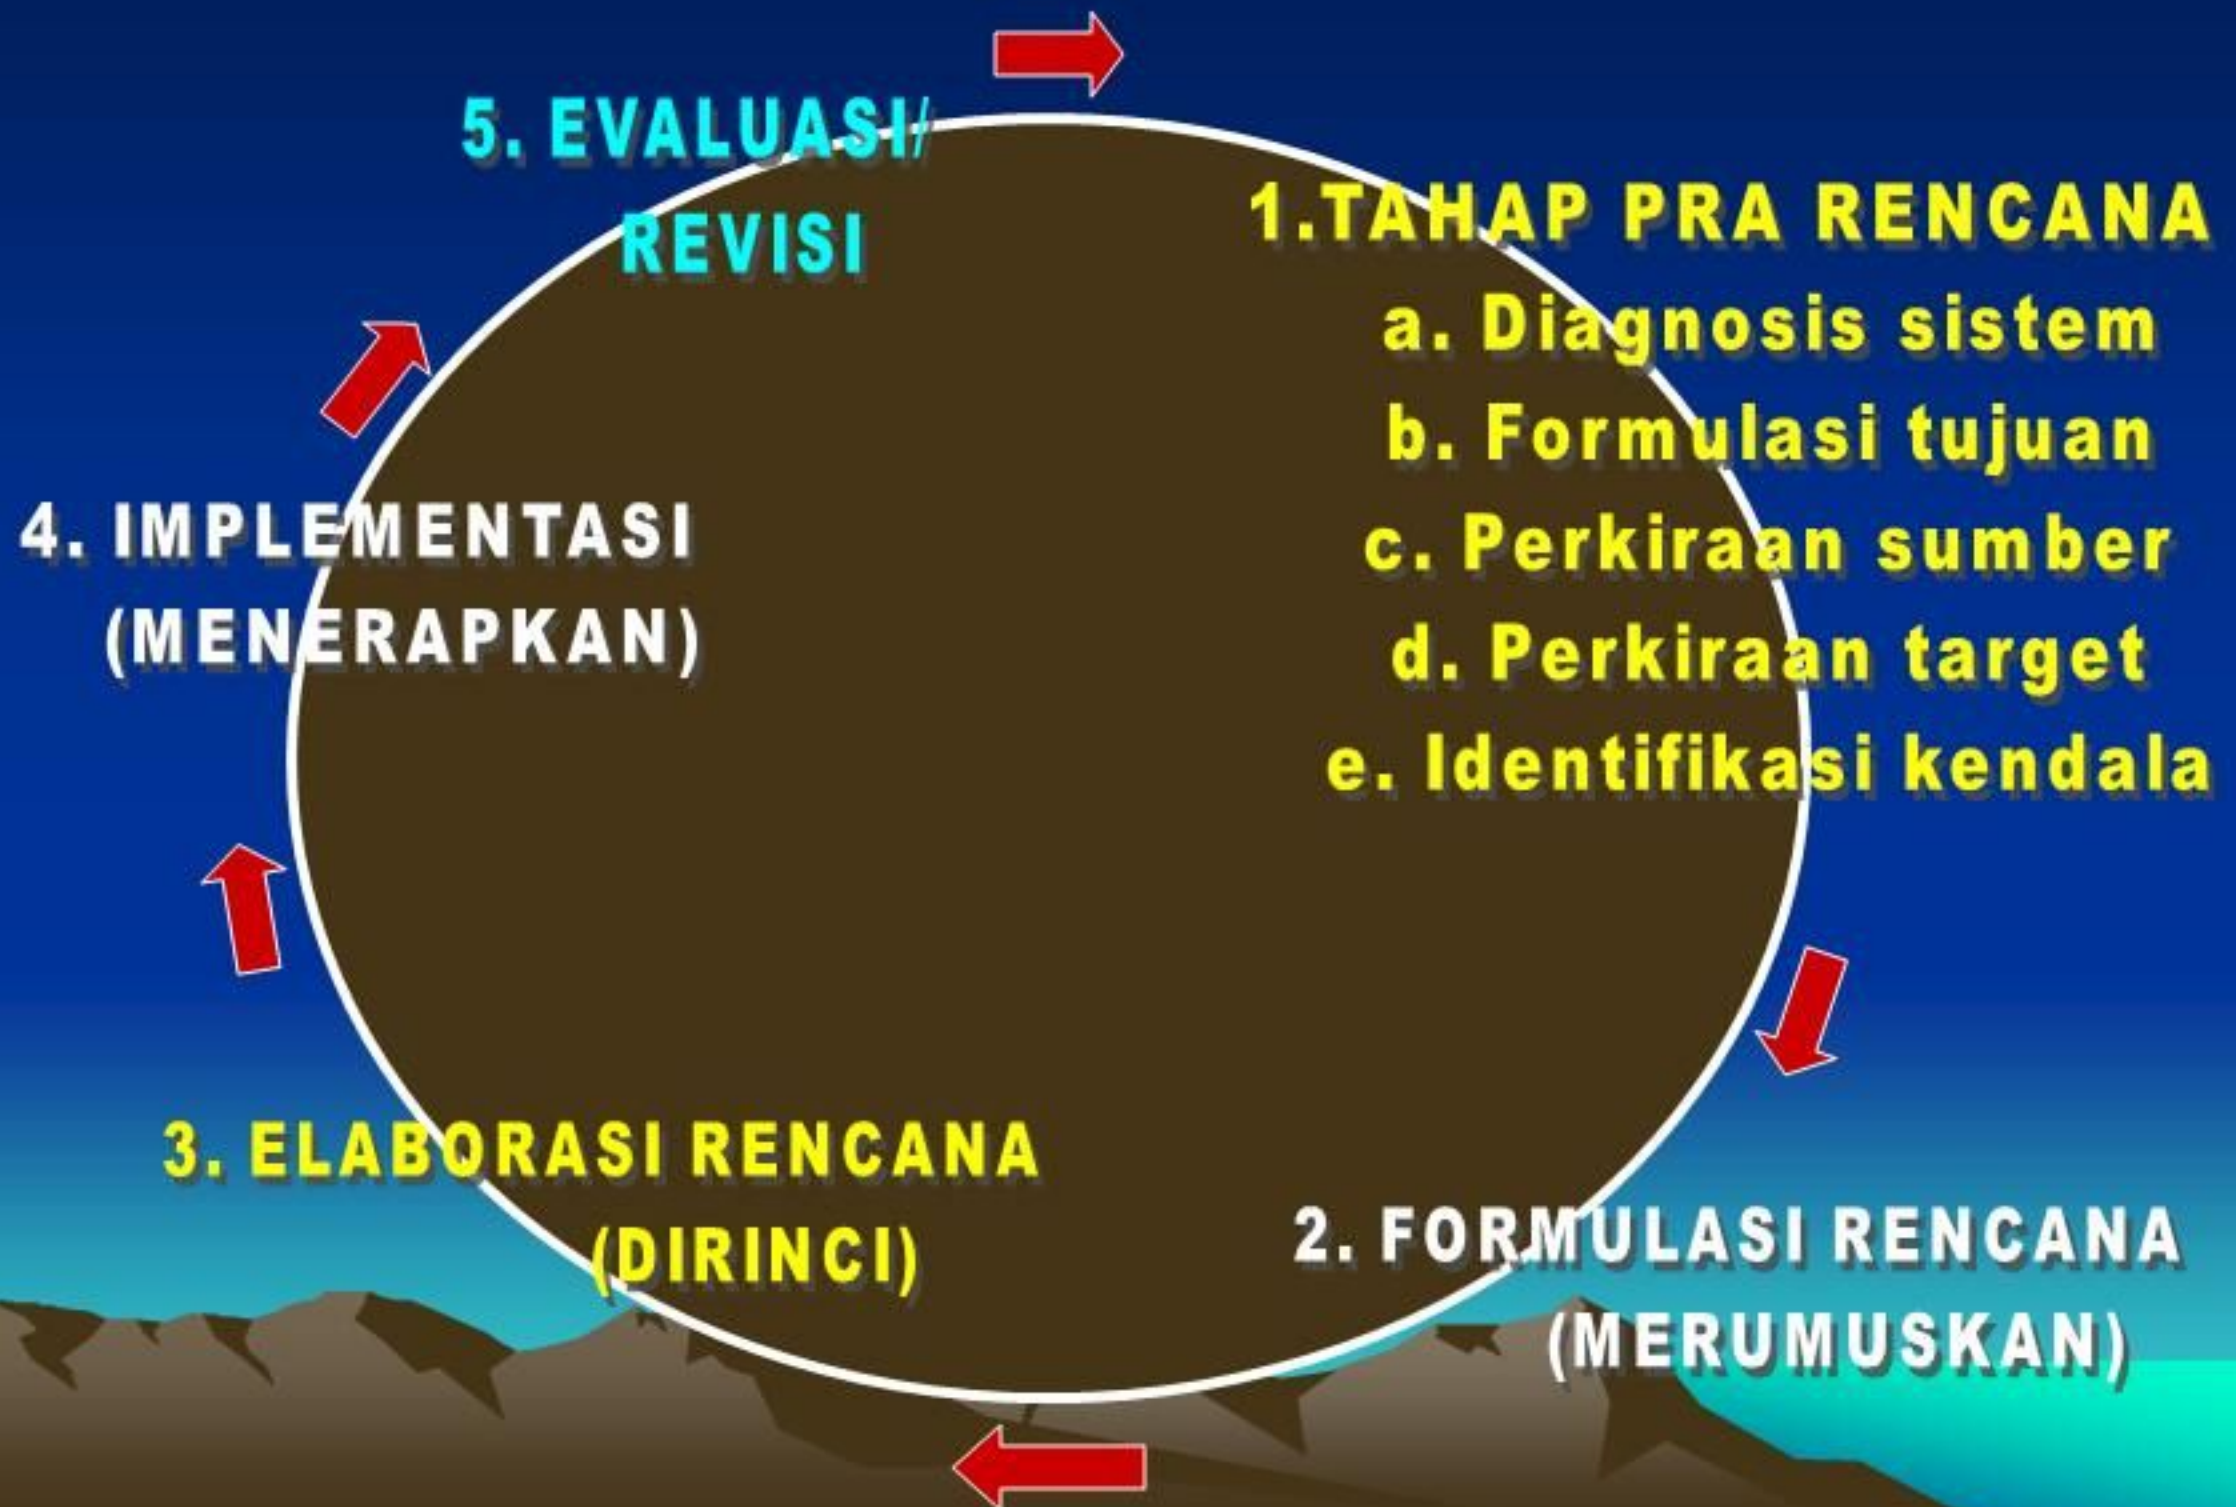 1.TAHAP PRA RENCANA
a. Diagnosis sistem
b. Formulasi tujuan
c. Perkiraan sumber
d. Perkiraan target
e. Identifikasi kendala
2. FORMULASI RENCANA
(MERUMUSKAN)
3. ELABORASI RENCANA
(DIRINCI)
4. IMPLEMENTASI
(MENERAPKAN)
5. EVALUASI/
REVISI